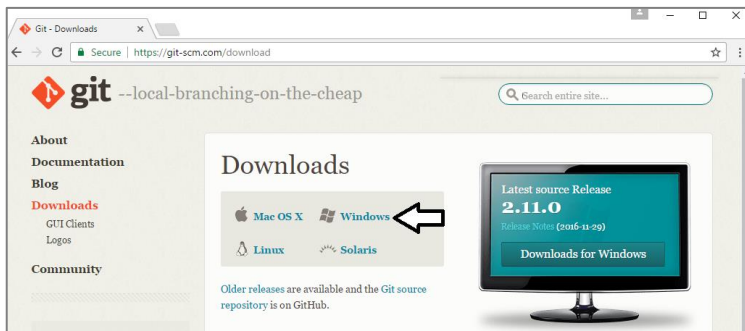 Git - Downloads
Secure | https://git-scm.com/download
git --local-branching-on-the-cheap
Search entire site...
About
Documentation
Blog
Downloads
GUI Clients
Logos
Community
Downloads
Mac OS X Windows
Linux Solaris
Older releases are available and the Git source
repository is on GitHub.
Latest source Release
2.11.0
Release Notes (2016-11-29)
Downloads for Windows